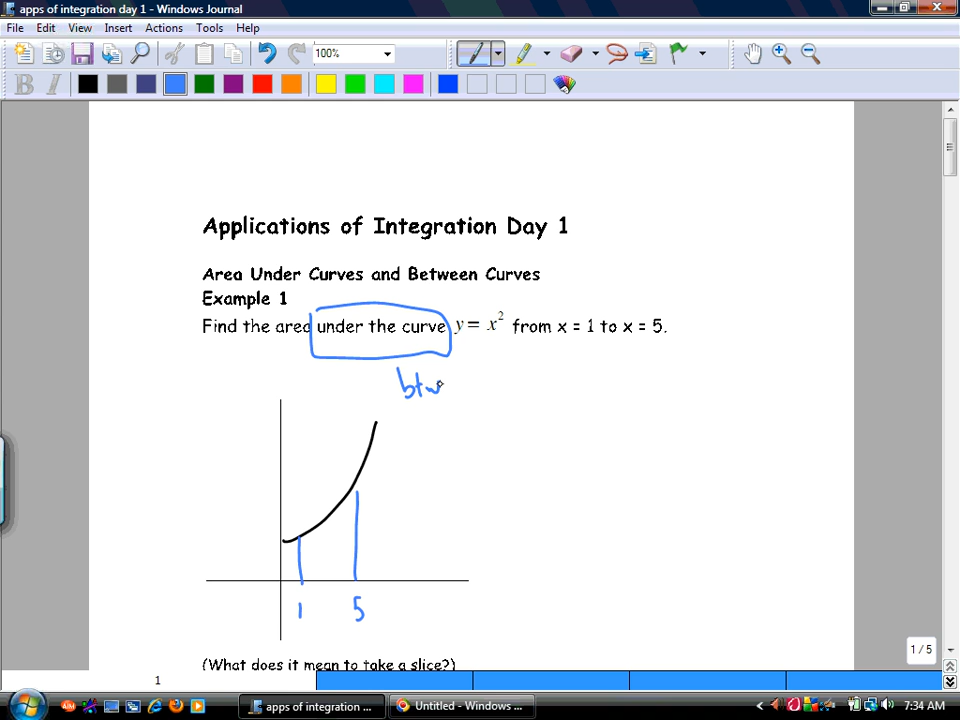 apps of integration day 1 - Windows Journal
File Edit View Insert Actions Tools Help
100%
B I
Applications of Integration Day 1
Area Under Curves and Between Curves
Example 1
Find the area under the curve y = x² from x = 1 to x = 5.
btw
1 5
(What does it mean to take a slice?)
1 / 5
1
apps of integration ...
Untitled - Windows ...
7:34 AM